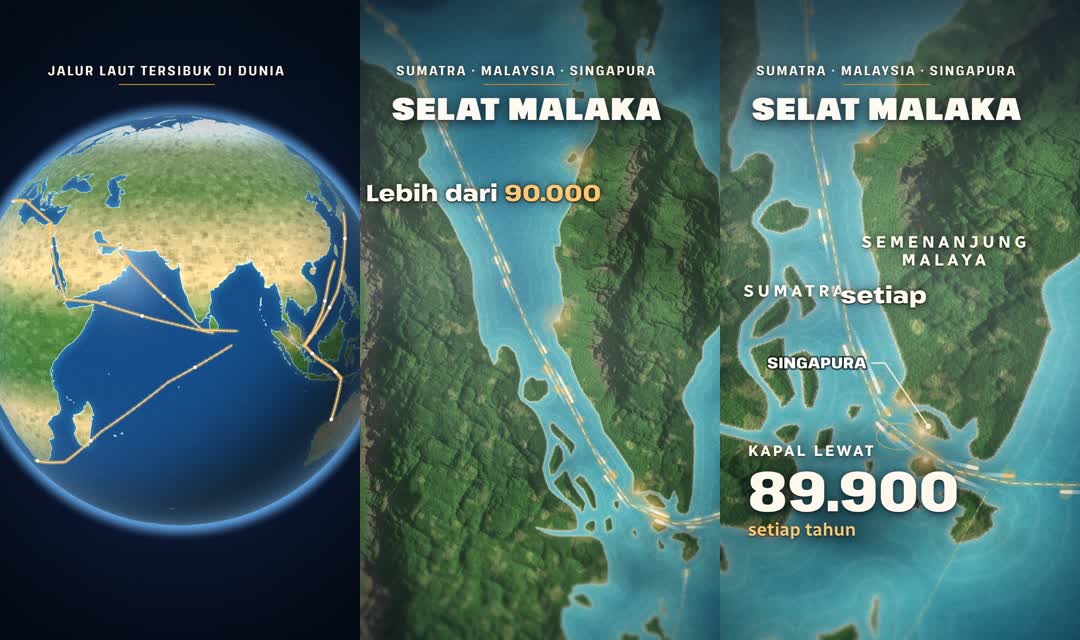 JALUR LAUT TERSIBUK DI DUNIA
SUMATRA · MALAYSIA · SINGAPURA
SELAT MALAKA
Lebih dari 90.000
SUMATRA · MALAYSIA · SINGAPURA
SELAT MALAKA
SEMENANJUNG
MALAYA
SUMATRA
setiap
SINGAPURA
KAPAL LEWAT
89.900
setiap tahun